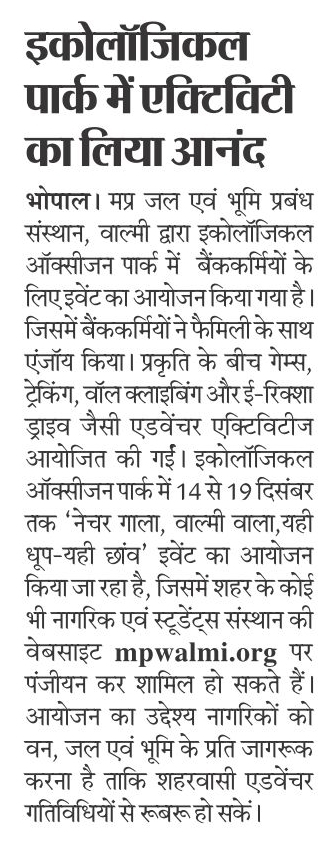 इकोलॉजिकल
पार्क में एक्टिविटी
का लिया आनंद
भोपाल। मप्र जल एवं भूमि प्रबंध
संस्थान, वाल्मी द्वारा इकोलॉजिकल
ऑक्सीजन पार्क में बैंककर्मियों के
लिए इवेंट का आयोजन किया गया है।
जिसमें बैंककर्मियों ने फैमिली के साथ
एंजॉय किया। प्रकृति के बीच गेम्स,
ट्रेकिंग, वॉल क्लाइबिंग और ई-रिक्शा
ड्राइव जैसी एडवेंचर एक्टिविटीज
आयोजित की गईं। इकोलॉजिकल
ऑक्सीजन पार्क में 14 से 19 दिसंबर
तक ‘नेचर गाला, वाल्मी वाला,यही
धूप-यही छांव’ इवेंट का आयोजन
किया जा रहा है, जिसमें शहर के कोई
भी नागरिक एवं स्टूडेंट्स संस्थान की
वेबसाइट mpwalmi.org पर
पंजीयन कर शामिल हो सकते हैं।
आयोजन का उद्देश्य नागरिकों को
वन, जल एवं भूमि के प्रति जागरूक
करना है ताकि शहरवासी एडवेंचर
गतिविधियों से रूबरू हो सकें।